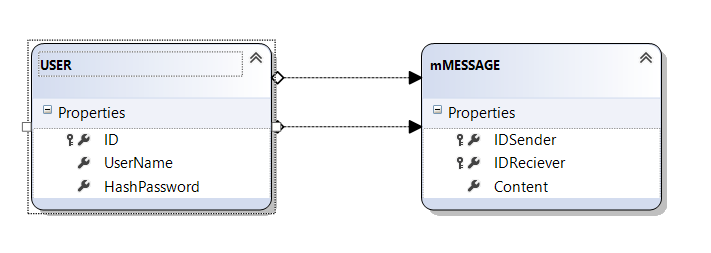 USER
Properties
ID
UserName
HashPassword
mMESSAGE
Properties
IDSender
IDReciever
Content